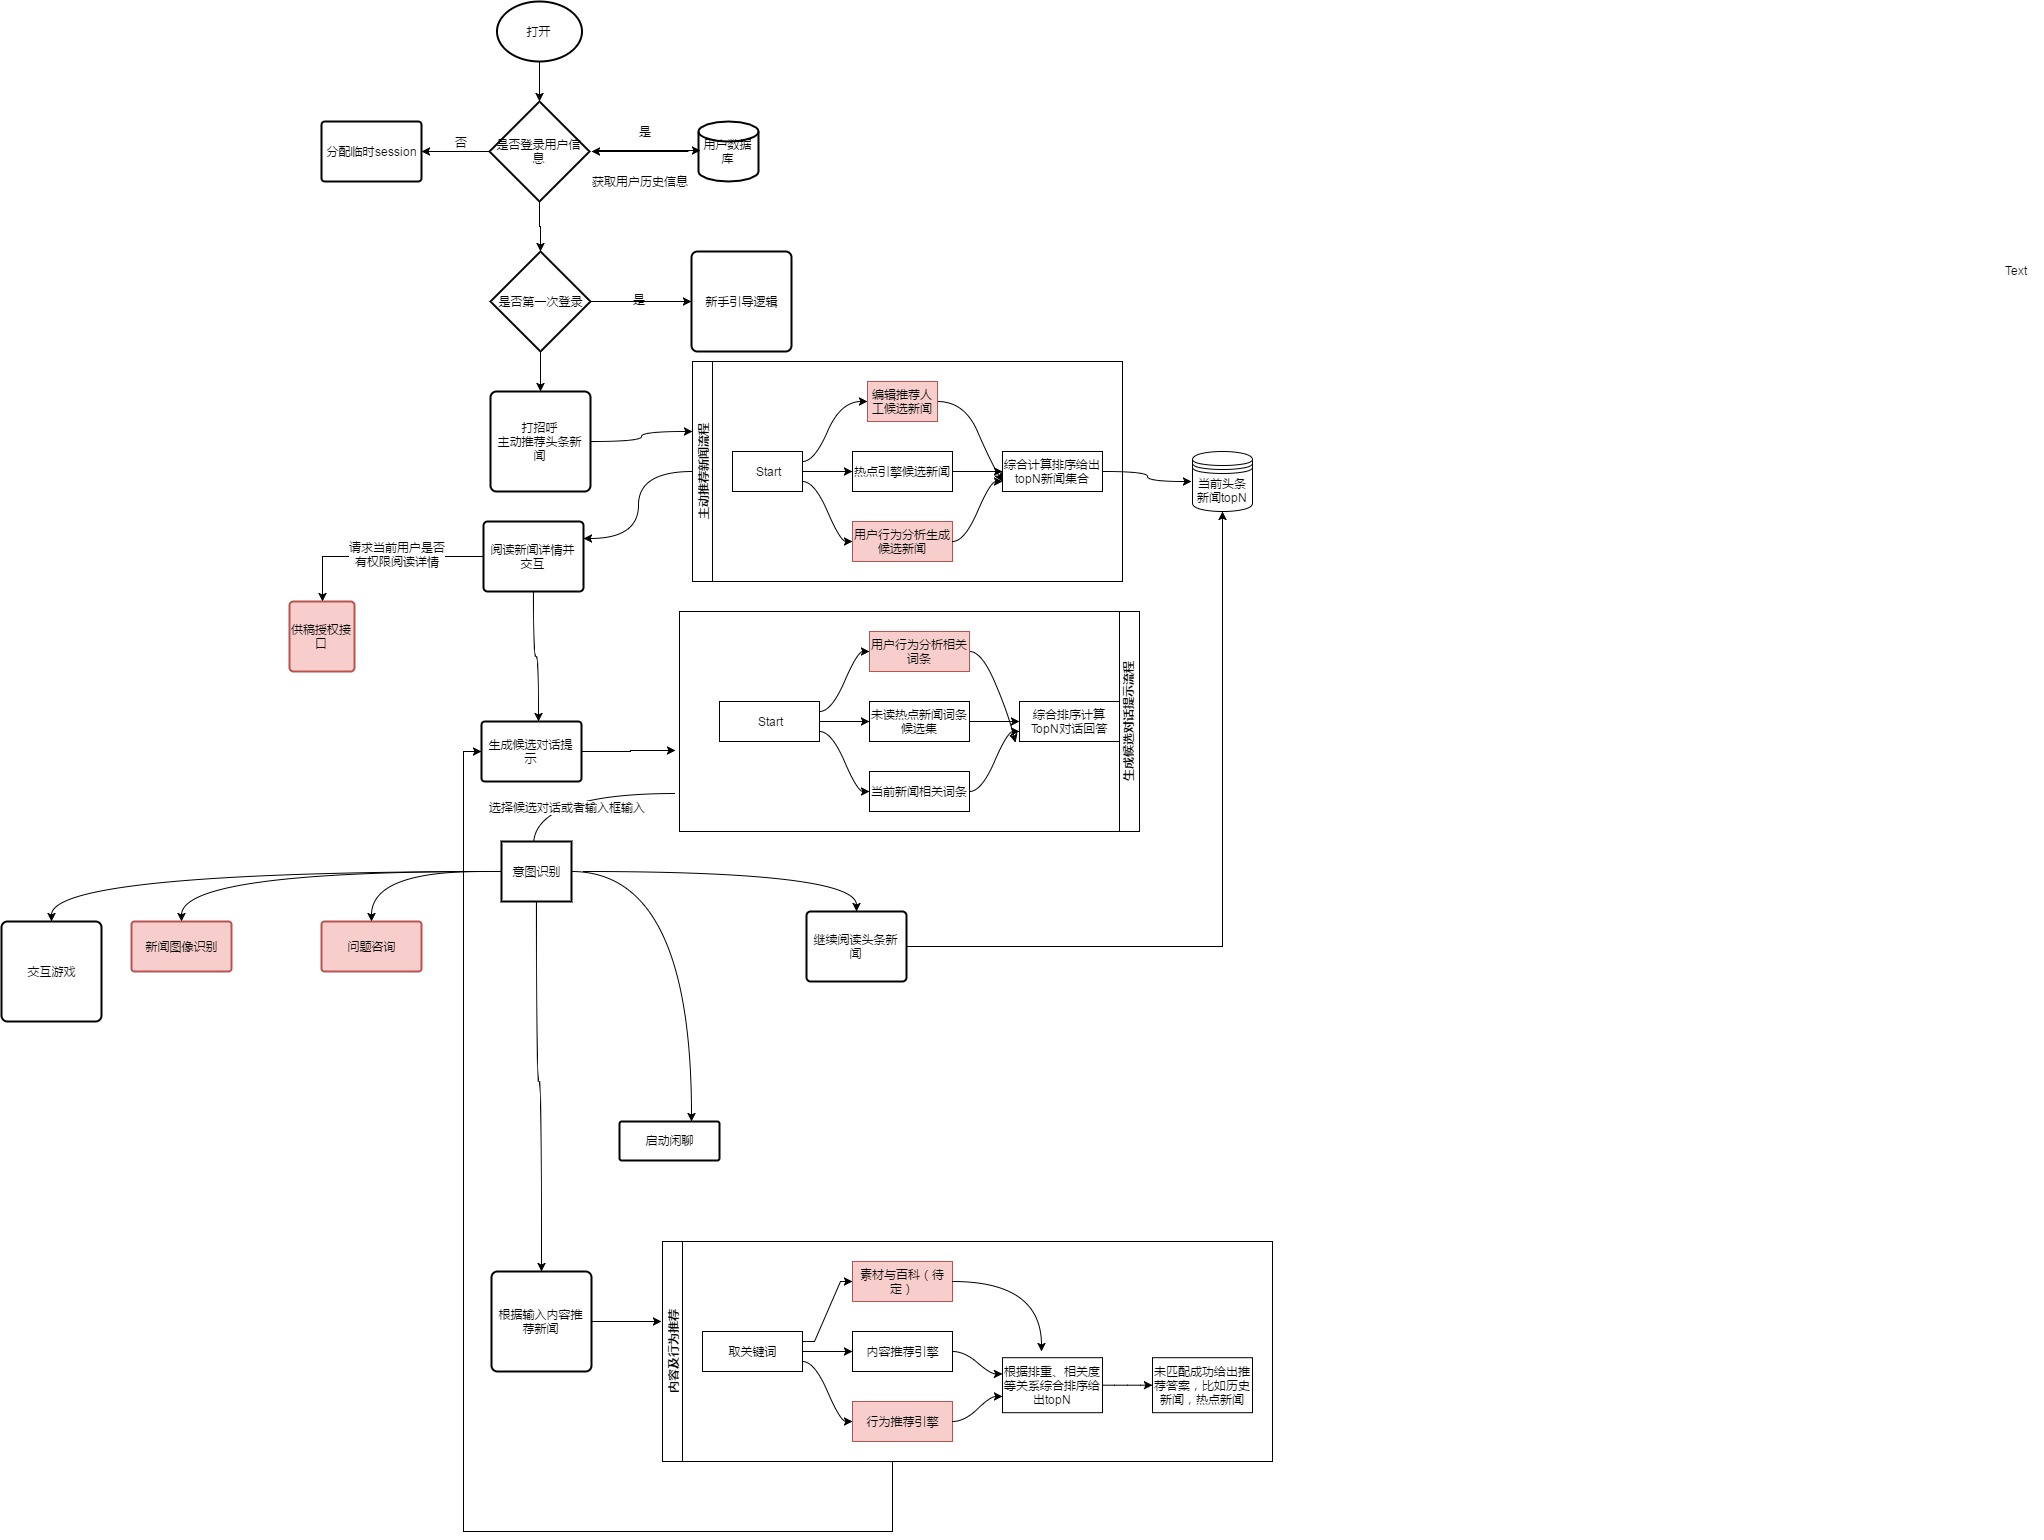 打开
是否登录用户信
息
否
分配临时session
是
获取用户历史信息
用户数据
库
是否第一次登录
是
新手引导逻辑
Text
打招呼
主动推荐头条新
闻
主动推荐新闻流程
Start
编辑推荐人
工候选新闻
热点引擎候选新闻
用户行为分析生成
候选新闻
综合计算排序给出
topN新闻集合
当前头条
新闻topN
阅读新闻详情并
交互
请求当前用户是否
有权限阅读详情
供稿授权接
口
生成候选对话提
示
Start
用户行为分析相关
词条
未读热点新闻词条
候选集
当前新闻相关词条
综合排序计算
TopN对话回答
生成候选对话提示流程
选择候选对话或者输入框输入
意图识别
交互游戏
新闻图像识别
问题咨询
继续阅读头条新
闻
启动闲聊
根据输入内容推
荐新闻
内容及行为推荐
取关键词
素材与百科（待
定）
内容推荐引擎
行为推荐引擎
根据排重、相关度
等关系综合排序给
出topN
未匹配成功给出推
荐答案，比如历史
新闻，热点新闻